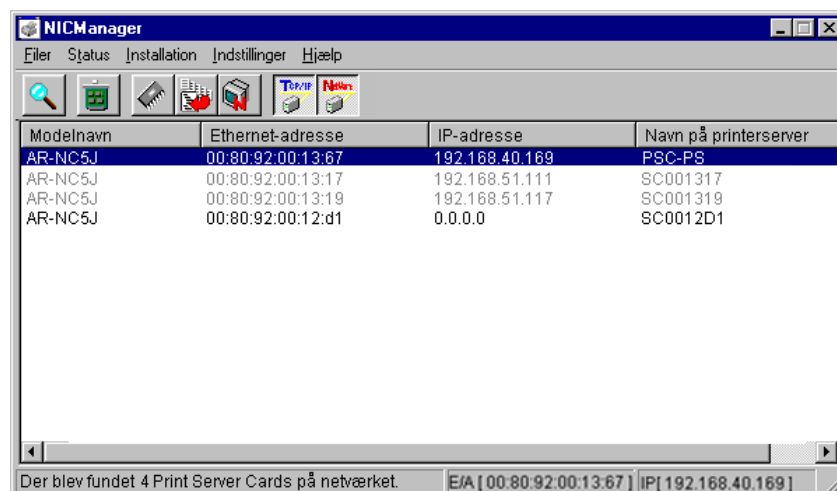 NICManager
Filer Status Installation Indstillinger Hjælp
TCP/IP NetWare
Modelnavn Ethernet-adresse IP-adresse Navn på printerserver
AR-NC5J 00:80:92:00:13:67 192.168.40.169 PSC-PS
AR-NC5J 00:80:92:00:13:17 192.168.51.111 SC001317
AR-NC5J 00:80:92:00:13:19 192.168.51.117 SC001319
AR-NC5J 00:80:92:00:12:d1 0.0.0.0 SC0012D1
Der blev fundet 4 Print Server Cards på netværket. E/A [ 00:80:92:00:13:67 ] IP[ 192.168.40.169 ]